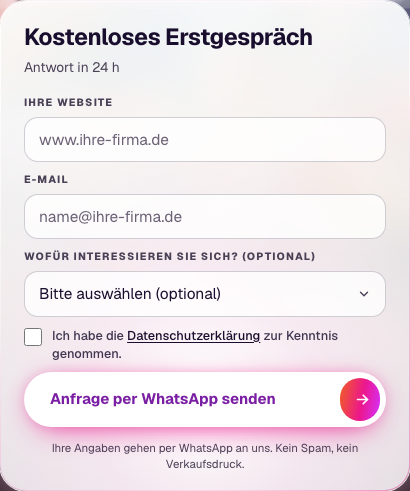 Kostenloses Erstgespräch
Antwort in 24 h
IHRE WEBSITE
www.ihre-firma.de
E-MAIL
name@ihre-firma.de
WOFÜR INTERESSIEREN SIE SICH? (OPTIONAL)
Bitte auswählen (optional)
Ich habe die Datenschutzerklärung zur Kenntnis
genommen.
Anfrage per WhatsApp senden
Ihre Angaben gehen per WhatsApp an uns. Kein Spam, kein
Verkaufsdruck.